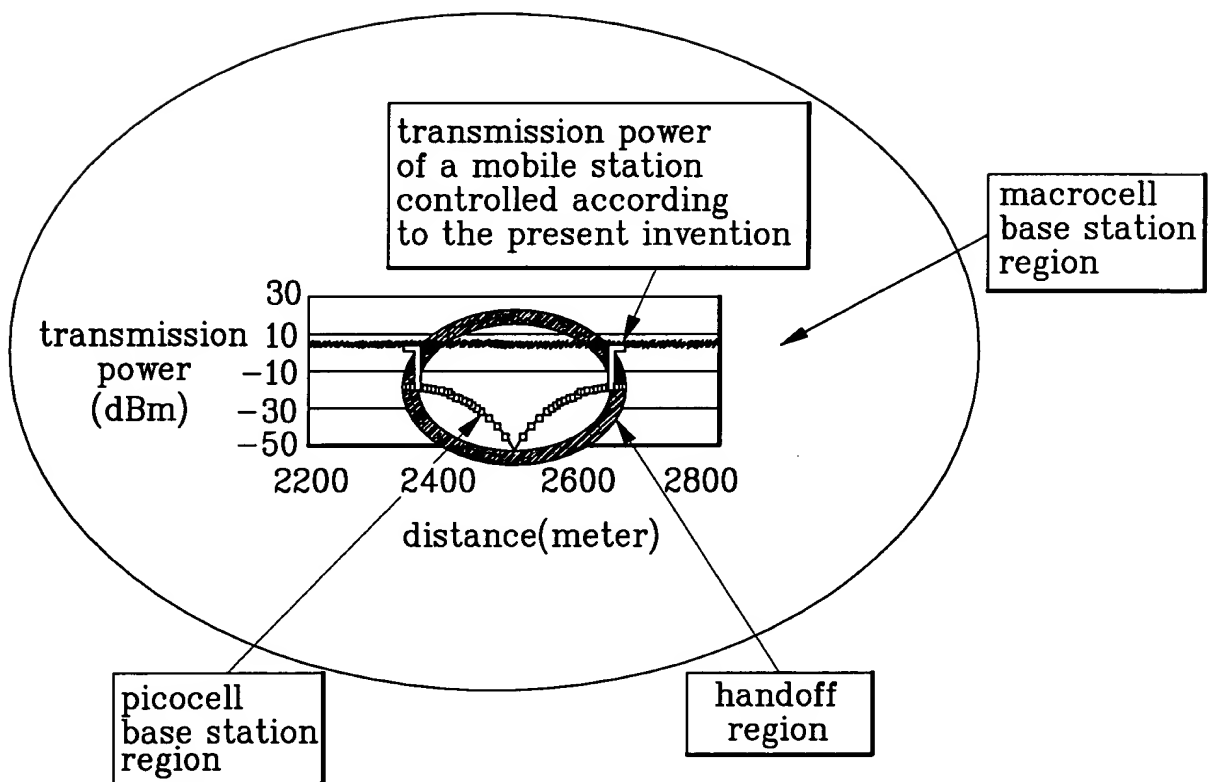 transmission power
of a mobile station
controlled according
to the present invention
macrocell
base station
region
30
10
−10
−30
−50
transmission
power
(dBm)
2200 2400 2600 2800
distance(meter)
picocell
base station
region
handoff
region